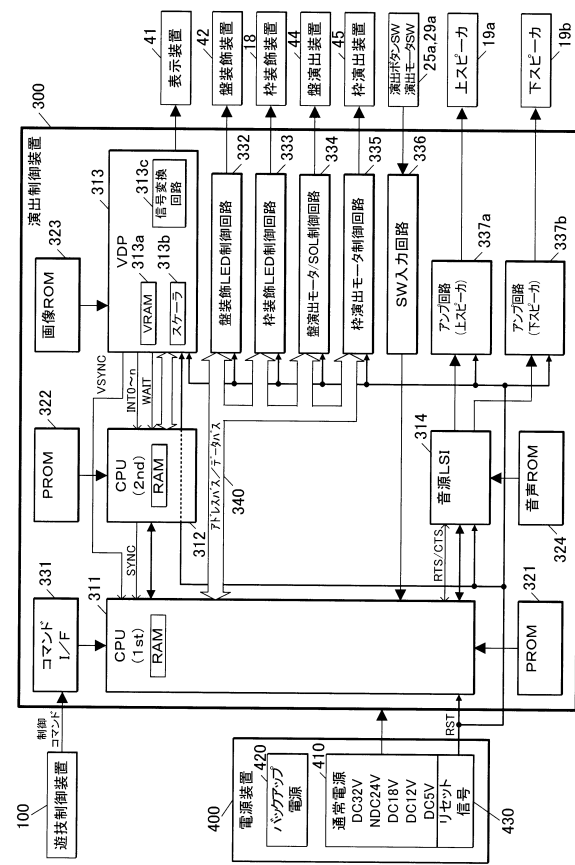 300
演出制御装置
100
遊技制御装置
制御
コマンド
331
コマンド
I/F
322
PROM
323
画像ROM
311
CPU
(1st)
RAM
SYNC
CPU
(2nd)
RAM
312
VSYNC
INT0~n
WAIT
313
VDP
313a
VRAM
313b
スケーラ
313c
信号変換
回路
41
表示装置
アドレスバス/データバス
340
332
盤装飾LED制御回路
42
盤装飾装置
333
枠装飾LED制御回路
18
枠装飾装置
334
盤演出モータ/SOL制御回路
44
盤演出装置
335
枠演出モータ制御回路
45
枠演出装置
336
SW入力回路
演出ボタンSW
演出モータSW
25a,29a
400
電源装置
420
バックアップ
電源
410
通常電源
DC32V
NDC24V
DC18V
DC12V
DC5V
リセット
信号
430
RST
321
PROM
RTS/CTS
314
音源LSI
324
音声ROM
337a
アンプ回路
(上スピーカ)
上スピーカ
19a
337b
アンプ回路
(下スピーカ)
下スピーカ
19b